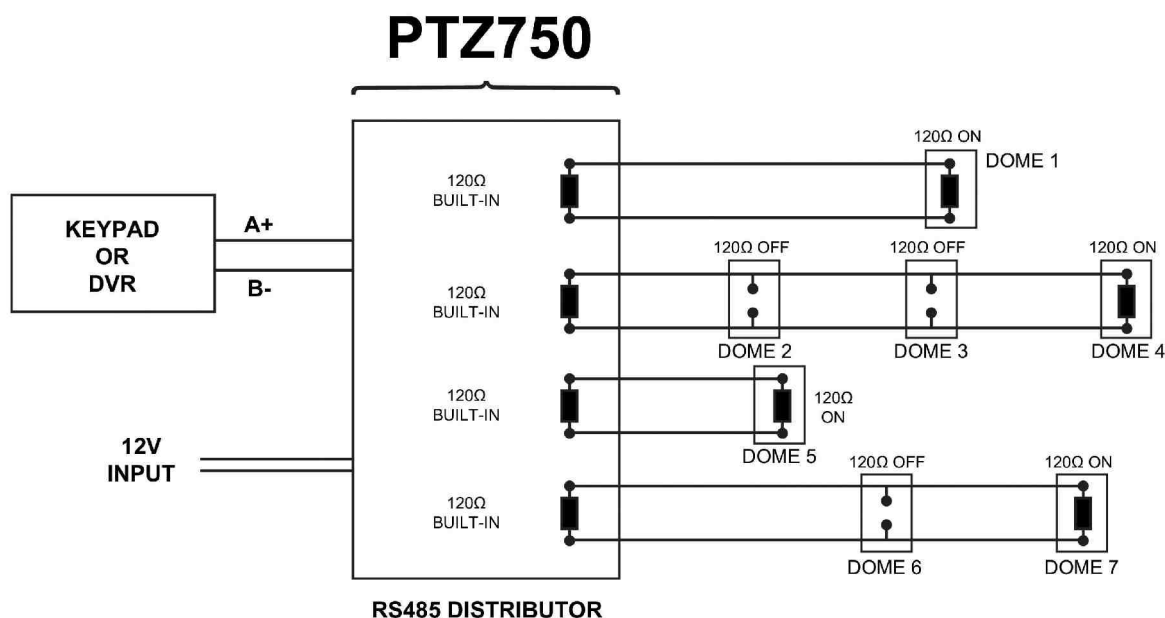 PTZ750
120Ω ON
DOME 1
120Ω
BUILT-IN
KEYPAD
OR
DVR
A+
B-
120Ω OFF
120Ω OFF
120Ω ON
120Ω
BUILT-IN
DOME 2
DOME 3
DOME 4
120Ω
BUILT-IN
120Ω
ON
DOME 5
12V
INPUT
120Ω OFF
120Ω ON
120Ω
BUILT-IN
DOME 6
DOME 7
RS485 DISTRIBUTOR